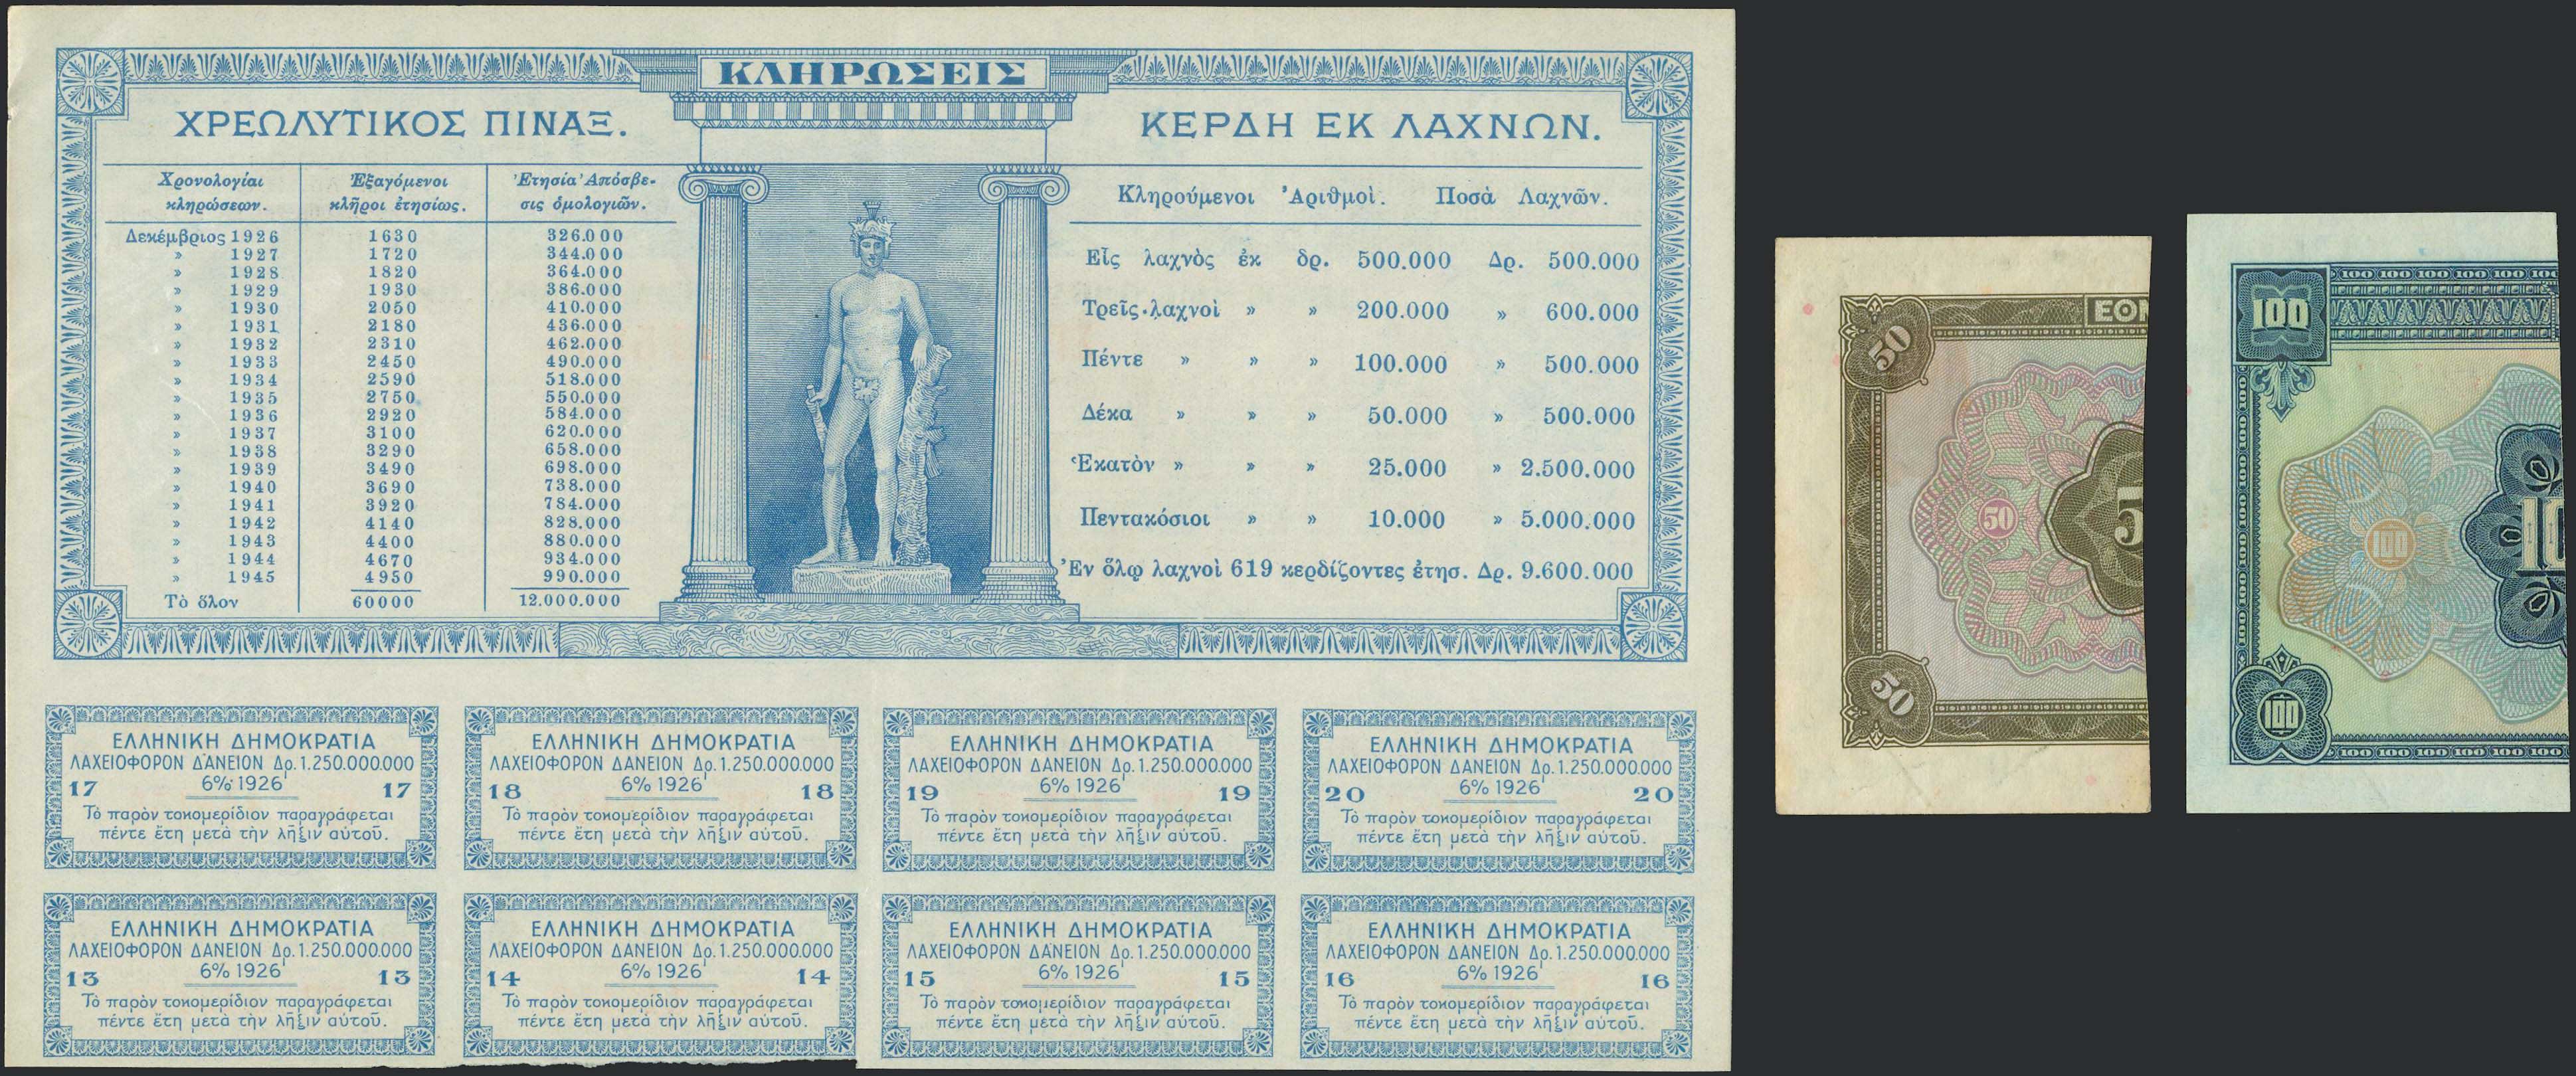 ΚΛΗΡΩΣΕΙΣ
ΧΡΕΩΛΥΤΙΚΟΣ ΠΙΝΑΞ.
Χρονολογίαι κληρώσεων. Ἐξαγόμενοι κλῆροι ἐτησίως. Ἐτησία Ἀπόσβεσις ὁμολογιῶν.
Δεκέμβριος 1926 1630 326.000
» 1927 1720 344.000
» 1928 1820 364.000
» 1929 1930 386.000
» 1930 2050 410.000
» 1931 2180 436.000
» 1932 2310 462.000
» 1933 2450 490.000
» 1934 2590 518.000
» 1935 2750 550.000
» 1936 2920 584.000
» 1937 3100 620.000
» 1938 3290 658.000
» 1939 3490 698.000
» 1940 3690 738.000
» 1941 3920 784.000
» 1942 4140 828.000
» 1943 4400 880.000
» 1944 4670 934.000
» 1945 4950 990.000
Τὸ ὅλον 60000 12.000.000
ΚΕΡΔΗ ΕΚ ΛΑΧΝΩΝ.
Κληρούμενοι Ἀριθμοὶ. Ποσὰ Λαχνῶν.
Εἷς λαχνὸς ἐκ δρ. 500.000 Δρ. 500.000
Τρεῖς λαχνοὶ » » 200.000 » 600.000
Πέντε » » » 100.000 » 500.000
Δέκα » » » 50.000 » 500.000
Ἑκατὸν » » » 25.000 » 2.500.000
Πεντακόσιοι » » 10.000 » 5.000.000
Ἐν ὅλῳ λαχνοὶ 619 κερδίζοντες ἐτησ. Δρ. 9.600.000
ΕΛΛΗΝΙΚΗ ΔΗΜΟΚΡΑΤΙΑ
ΛΑΧΕΙΟΦΟΡΟΝ ΔΑΝΕΙΟΝ Δρ. 1.250.000.000
6% 1926
17 17
Τὸ παρὸν τοκομερίδιον παραγράφεται
πέντε ἔτη μετὰ τὴν λῆξιν αὐτοῦ.
ΕΛΛΗΝΙΚΗ ΔΗΜΟΚΡΑΤΙΑ
ΛΑΧΕΙΟΦΟΡΟΝ ΔΑΝΕΙΟΝ Δρ. 1.250.000.000
6% 1926
18 18
Τὸ παρὸν τοκομερίδιον παραγράφεται
πέντε ἔτη μετὰ τὴν λῆξιν αὐτοῦ.
ΕΛΛΗΝΙΚΗ ΔΗΜΟΚΡΑΤΙΑ
ΛΑΧΕΙΟΦΟΡΟΝ ΔΑΝΕΙΟΝ Δρ. 1.250.000.000
6% 1926
19 19
Τὸ παρὸν τοκομερίδιον παραγράφεται
πέντε ἔτη μετὰ τὴν λῆξιν αὐτοῦ.
ΕΛΛΗΝΙΚΗ ΔΗΜΟΚΡΑΤΙΑ
ΛΑΧΕΙΟΦΟΡΟΝ ΔΑΝΕΙΟΝ Δρ. 1.250.000.000
6% 1926
20 20
Τὸ παρὸν τοκομερίδιον παραγράφεται
πέντε ἔτη μετὰ τὴν λῆξιν αὐτοῦ.
ΕΛΛΗΝΙΚΗ ΔΗΜΟΚΡΑΤΙΑ
ΛΑΧΕΙΟΦΟΡΟΝ ΔΑΝΕΙΟΝ Δρ. 1.250.000.000
6% 1926
13 13
Τὸ παρὸν τοκομερίδιον παραγράφεται
πέντε ἔτη μετὰ τὴν λῆξιν αὐτοῦ.
ΕΛΛΗΝΙΚΗ ΔΗΜΟΚΡΑΤΙΑ
ΛΑΧΕΙΟΦΟΡΟΝ ΔΑΝΕΙΟΝ Δρ. 1.250.000.000
6% 1926
14 14
Τὸ παρὸν τοκομερίδιον παραγράφεται
πέντε ἔτη μετὰ τὴν λῆξιν αὐτοῦ.
ΕΛΛΗΝΙΚΗ ΔΗΜΟΚΡΑΤΙΑ
ΛΑΧΕΙΟΦΟΡΟΝ ΔΑΝΕΙΟΝ Δρ. 1.250.000.000
6% 1926
15 15
Τὸ παρὸν τοκομερίδιον παραγράφεται
πέντε ἔτη μετὰ τὴν λῆξιν αὐτοῦ.
ΕΛΛΗΝΙΚΗ ΔΗΜΟΚΡΑΤΙΑ
ΛΑΧΕΙΟΦΟΡΟΝ ΔΑΝΕΙΟΝ Δρ. 1.250.000.000
6% 1926
16 16
Τὸ παρὸν τοκομερίδιον παραγράφεται
πέντε ἔτη μετὰ τὴν λῆξιν αὐτοῦ.
50
50
50
100 100 100 100 100
100
100
100
100 100 100 100 100